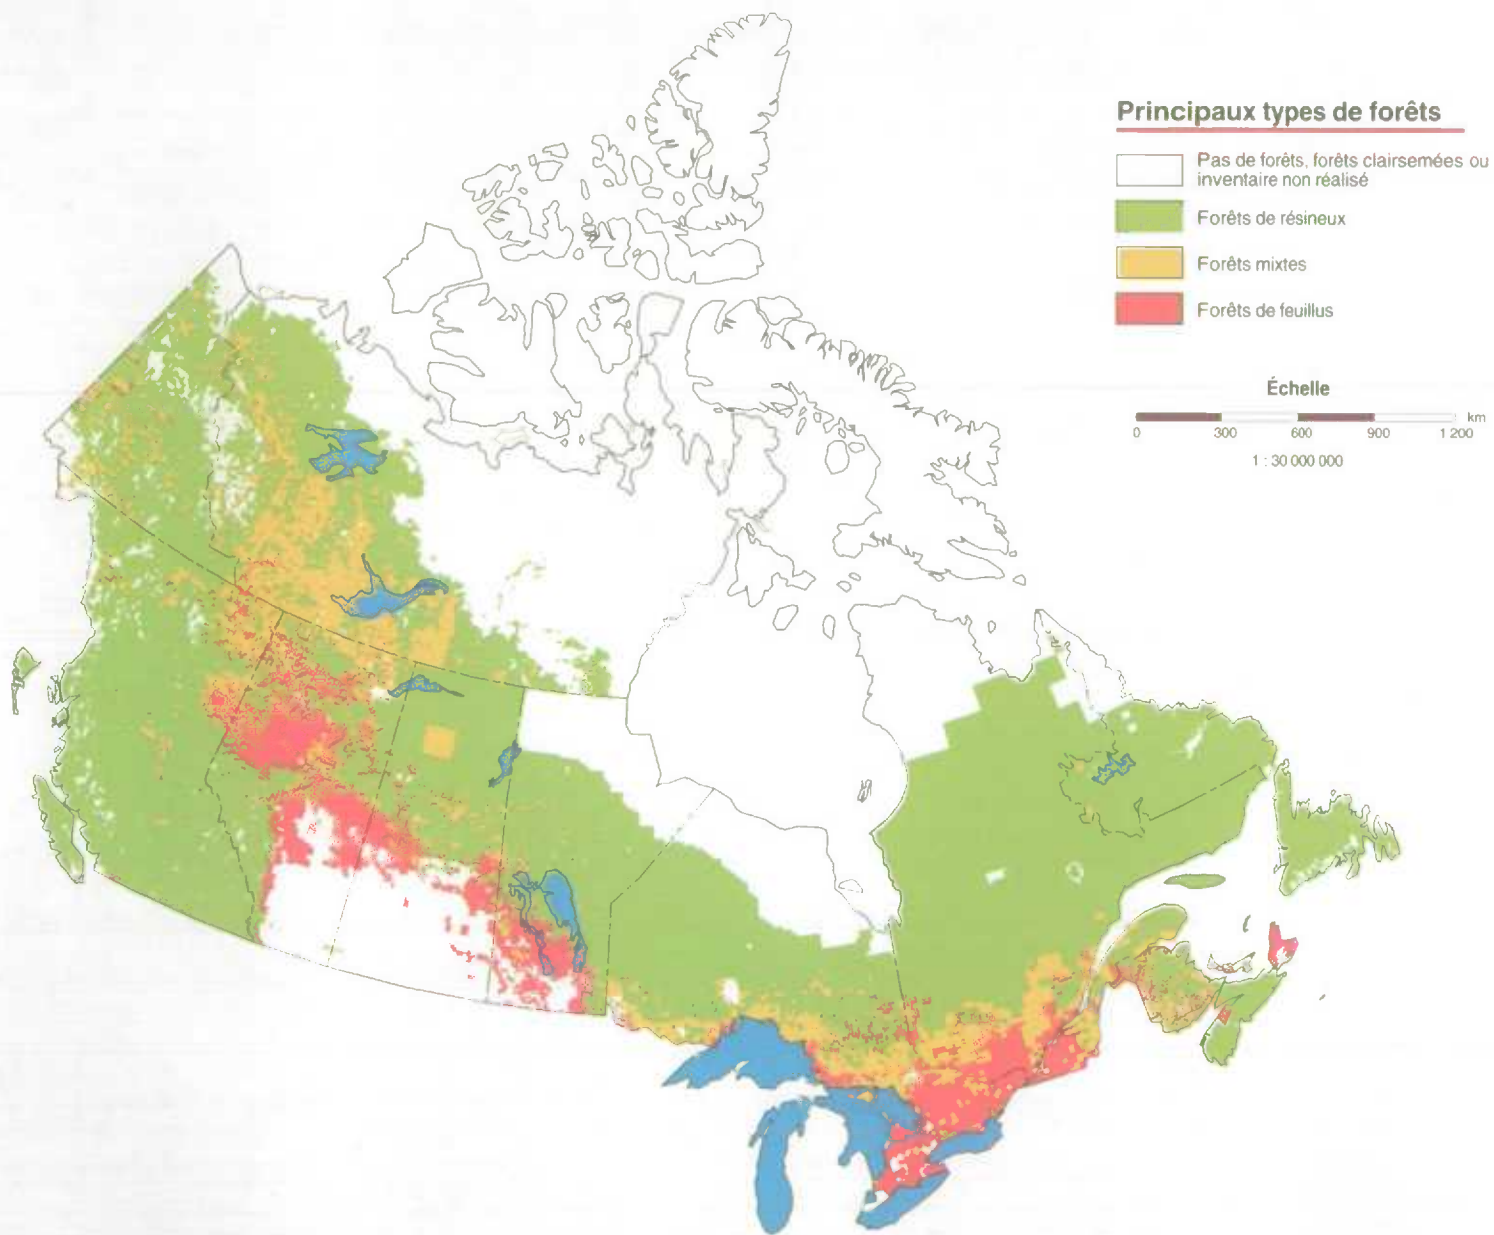 Principaux types de forêts
Pas de forêts, forêts clairsemées ou
inventaire non réalisé
Forêts de résineux
Forêts mixtes
Forêts de feuillus
Échelle
km
0 300 600 900 1 200
1 : 30 000 000